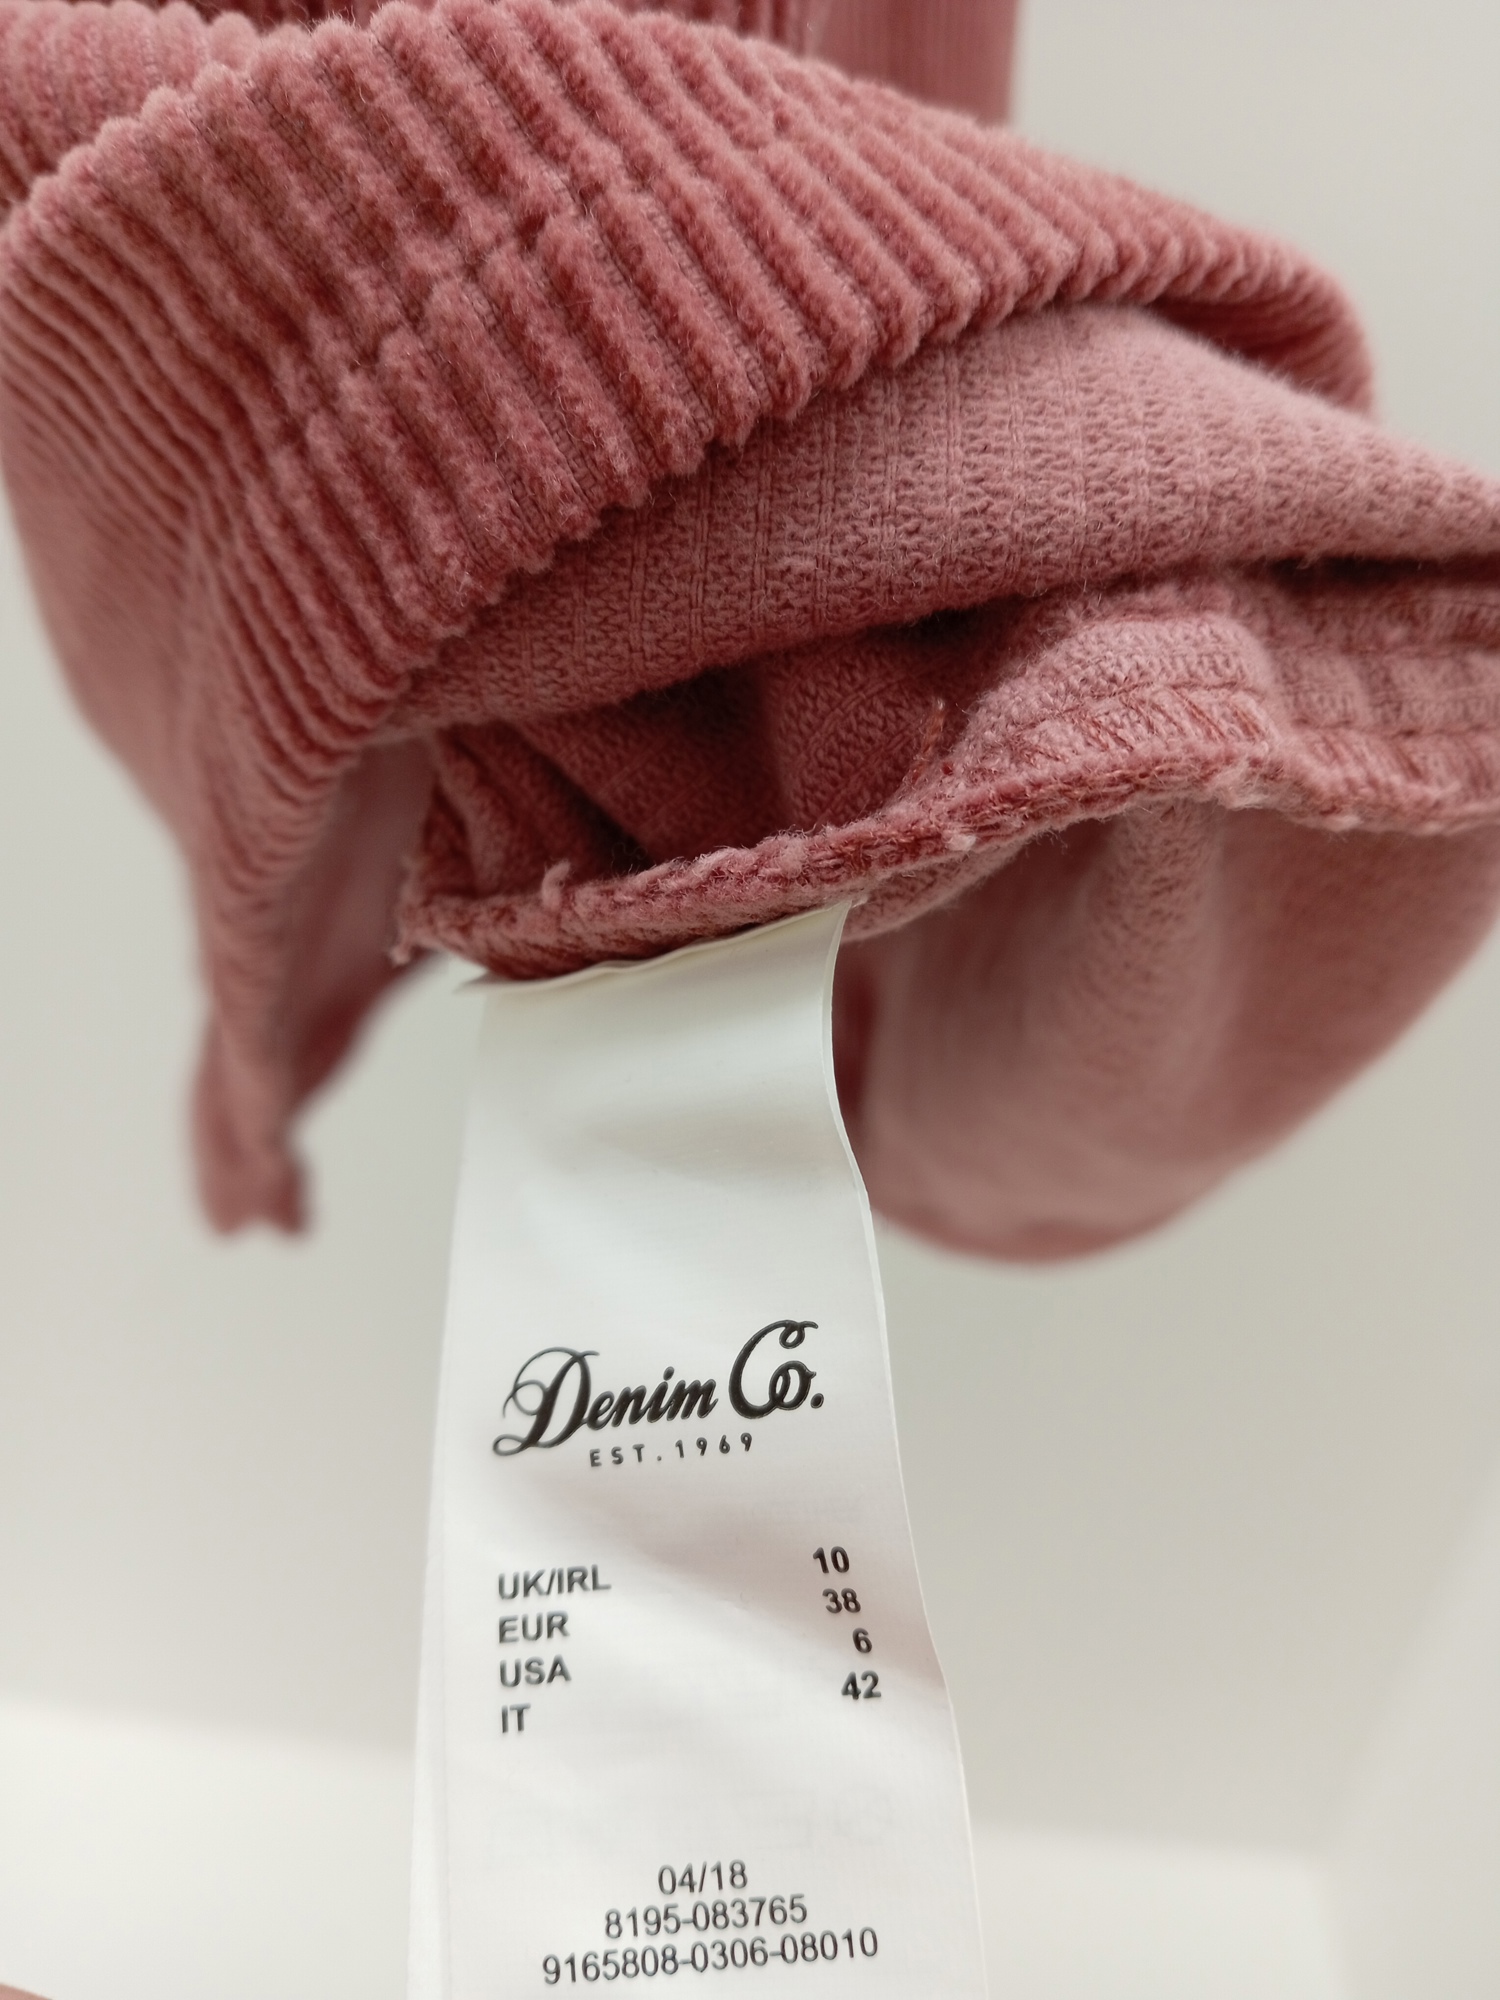 Denim Co.
EST. 1969
UK/IRL 10
EUR 38
USA 6
IT 42
04/18
8195-083765
9165808-0306-08010